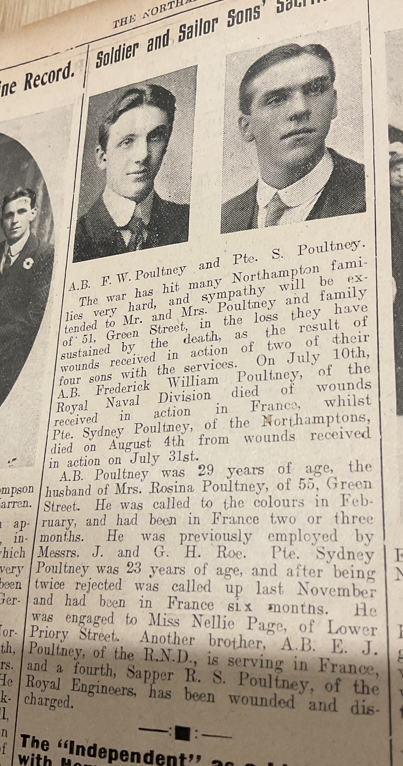 THE NORTHA
ine Record.
Soldier and Sailor Sons' Sacri
A.B. F. W. Poultney and Pte. S. Poultney.
The war has hit many Northampton fami-
lies very hard, and sympathy will be ex-
tended to Mr. and Mrs. Poultney and family
of 51, Green Street, in the loss they have
sustained by the death, as the result of
wounds received in action of two of their
four sons with the services. On July 10th,
A.B. Frederick William Poultney, of the
Royal Naval Division died of wounds
received in action in France, whilst
Pte. Sydney Poultney, of the Northamptons,
died on August 4th from wounds received
in action on July 31st.
A.B. Poultney was 29 years of age, the
husband of Mrs. Rosina Poultney, of 55, Green
Street. He was called to the colours in Feb-
ruary, and had been in France two or three
months. He was previously employed by
Messrs. J. and G. H. Roe. Pte. Sydney
Poultney was 23 years of age, and after being
twice rejected was called up last November
and had been in France six months. He
was engaged to Miss Nellie Page, of Lower
Priory Street. Another brother, A.B. E. J.
Poultney, of the R.N.D., is serving in France,
and a fourth, Sapper R. S. Poultney, of the
Royal Engineers, has been wounded and dis-
charged.
The "Independent" as